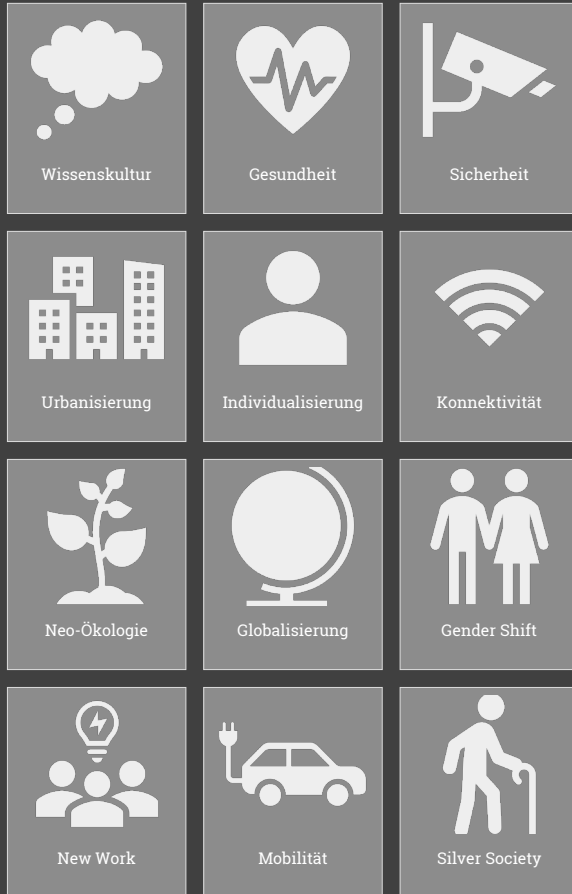 Wissenskultur
Gesundheit
Sicherheit
Urbanisierung
Individualisierung
Konnektivität
Neo-Ökologie
Globalisierung
Gender Shift
New Work
Mobilität
Silver Society